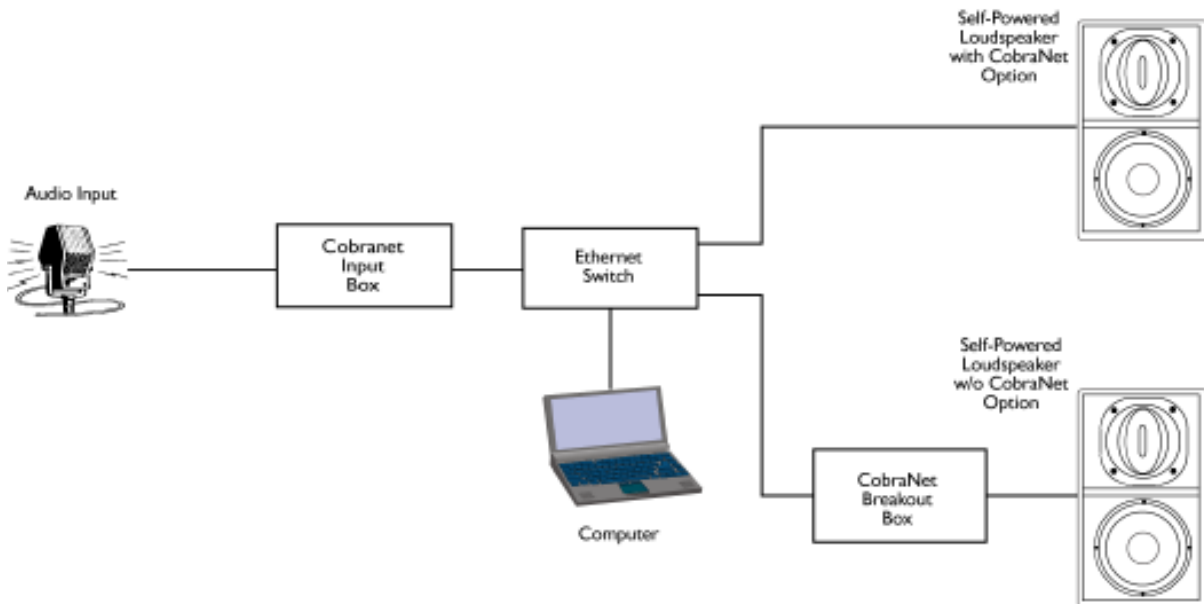 Self-Powered
Loudspeaker
with CobraNet
Option
Audio Input
Cobranet
Input
Box
Ethernet
Switch
Computer
Self-Powered
Loudspeaker
w/o CobraNet
Option
CobraNet
Breakout
Box